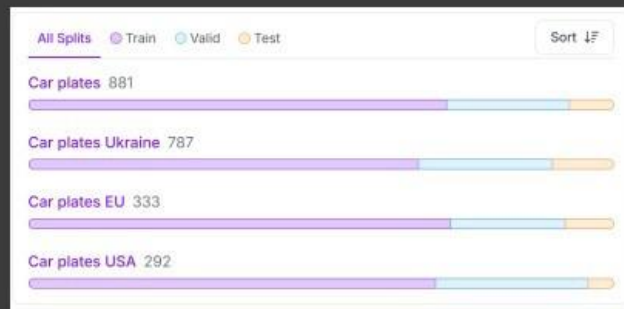 All Splits Train Valid Test Sort
Car plates 881
Car plates Ukraine 787
Car plates EU 333
Car plates USA 292